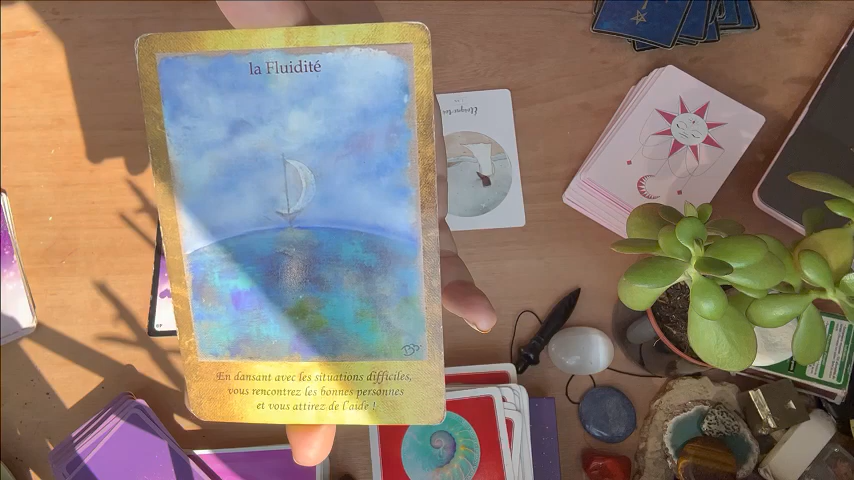 la Fluidité
En dansant avec les situations difficiles,
vous rencontrez les bonnes personnes
et vous attirez de l'aide !